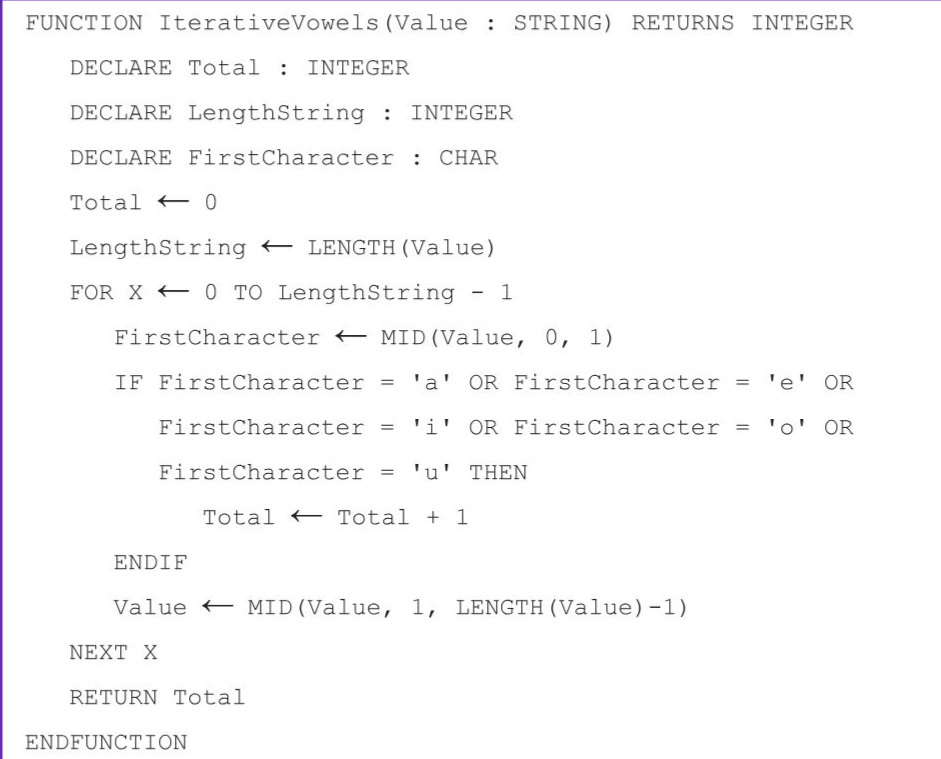 FUNCTION IterativeVowels(Value : STRING) RETURNS INTEGER
DECLARE Total : INTEGER
DECLARE LengthString : INTEGER
DECLARE FirstCharacter : CHAR
Total ← 0
LengthString ← LENGTH(Value)
FOR X ← 0 TO LengthString - 1
FirstCharacter ← MID(Value, 0, 1)
IF FirstCharacter = 'a' OR FirstCharacter = 'e' OR
FirstCharacter = 'i' OR FirstCharacter = 'o' OR
FirstCharacter = 'u' THEN
Total ← Total + 1
ENDIF
Value ← MID(Value, 1, LENGTH(Value)-1)
NEXT X
RETURN Total
ENDFUNCTION